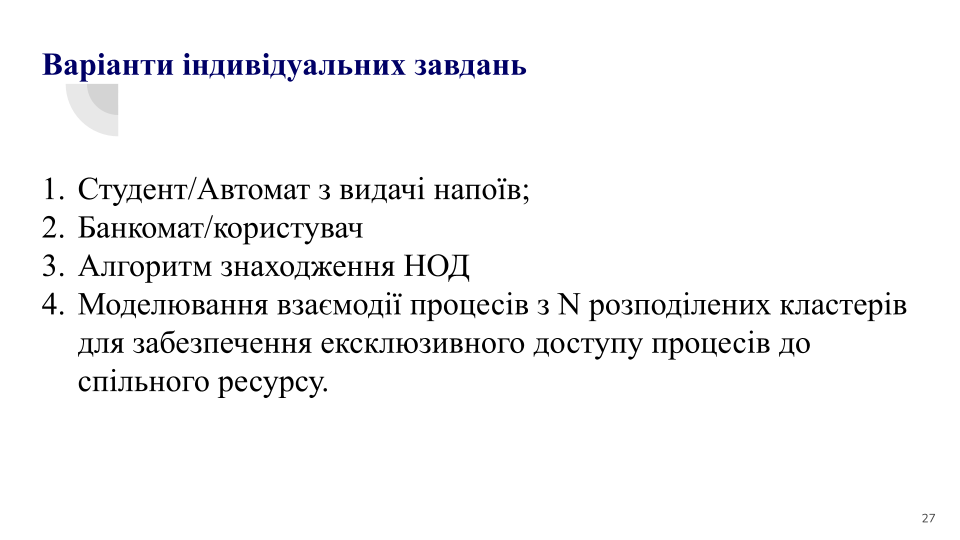 Варіанти індивідуальних завдань
1. Студент/Автомат з видачі напоїв;
2. Банкомат/користувач
3. Алгоритм знаходження НОД
4. Моделювання взаємодії процесів з N розподілених кластерів
для забезпечення ексклюзивного доступу процесів до
спільного ресурсу.
27